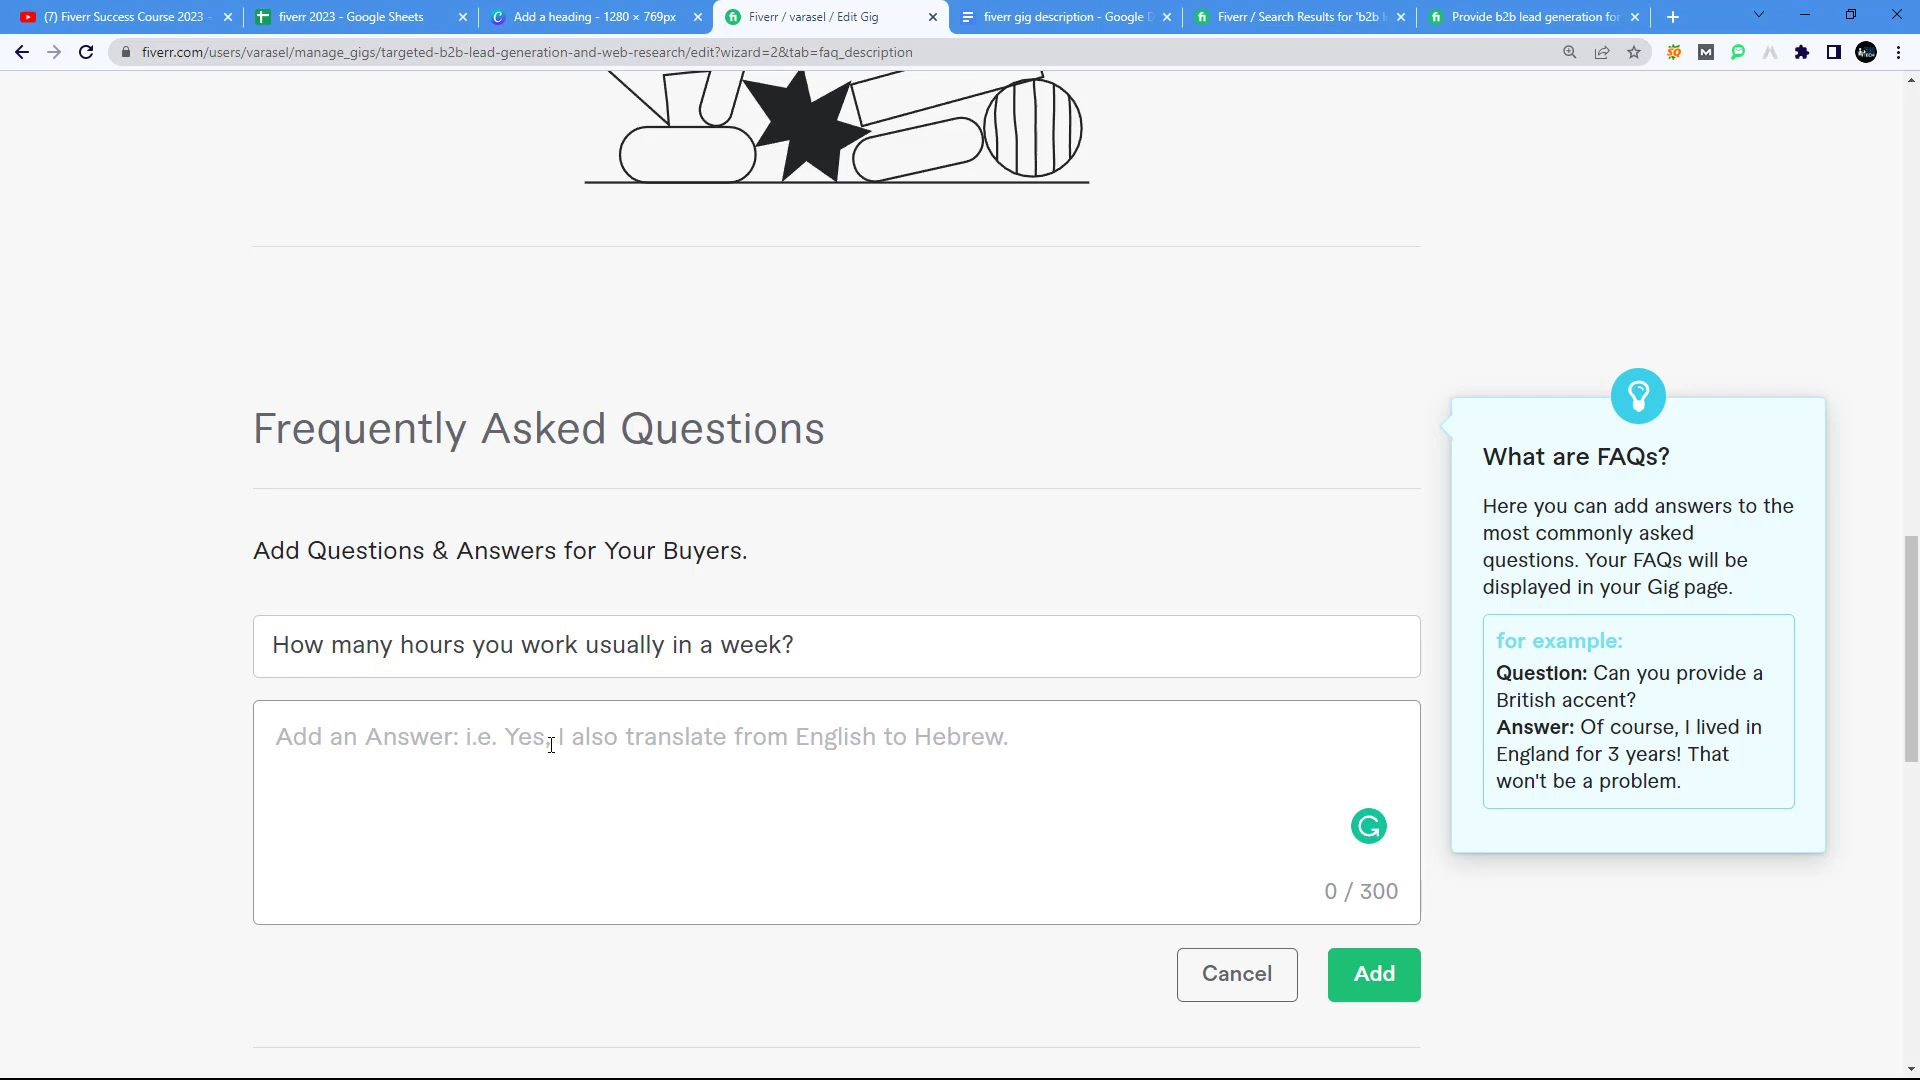 (7) Fiverr Success Course 2023 -
fiverr 2023 - Google Sheets
Add a heading - 1280 × 769px
Fiverr / varasel / Edit Gig
fiverr gig description - Google D
Fiverr / Search Results for 'b2b l
Provide b2b lead generation for
fiverr.com/users/varasel/manage_gigs/targeted-b2b-lead-generation-and-web-research/edit?wizard=2&tab=faq_description
Frequently Asked Questions
Add Questions & Answers for Your Buyers.
How many hours you work usually in a week?
Add an Answer: i.e. Yes, I also translate from English to Hebrew.
0 / 300
Cancel
Add
What are FAQs?
Here you can add answers to the
most commonly asked
questions. Your FAQs will be
displayed in your Gig page.
for example:
Question: Can you provide a
British accent?
Answer: Of course, I lived in
England for 3 years! That
won't be a problem.